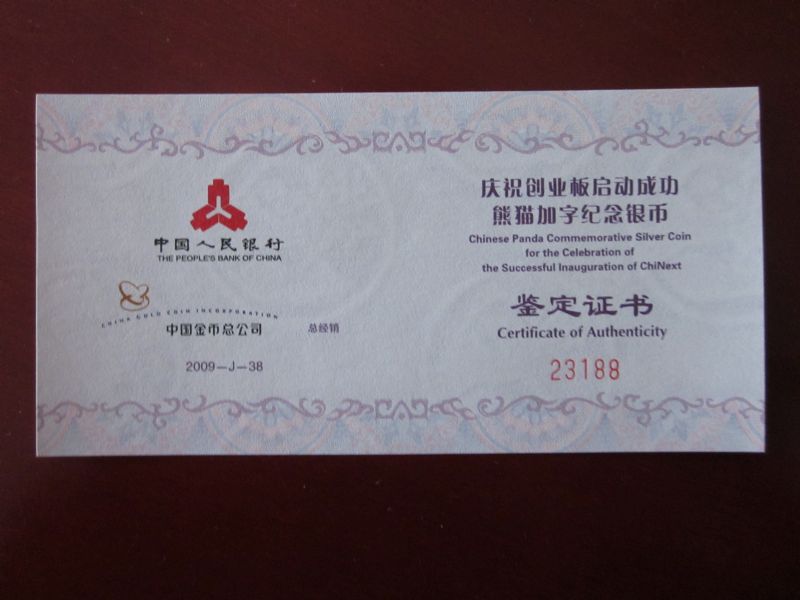 中国人民银行
THE PEOPLE'S BANK OF CHINA
CHINA GOLD COIN INCORPORATION
中国金币总公司 总经销
2009-J-38
庆祝创业板启动成功
熊猫加字纪念银币
Chinese Panda Commemorative Silver Coin
for the Celebration of
the Successful Inauguration of ChiNext
鉴定证书
Certificate of Authenticity
23188